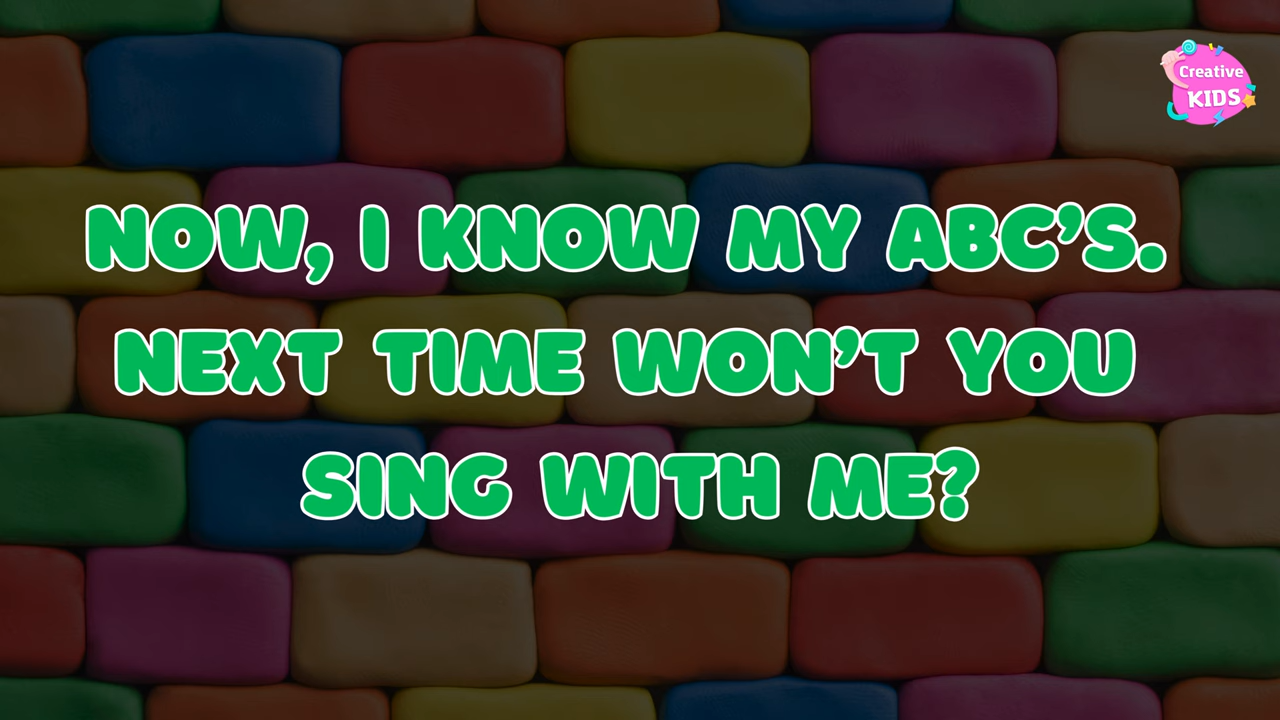 Creative
KIDS
NOW, I KNOW MY ABC’S.
NEXT TIME WON’T YOU
SING WITH ME?